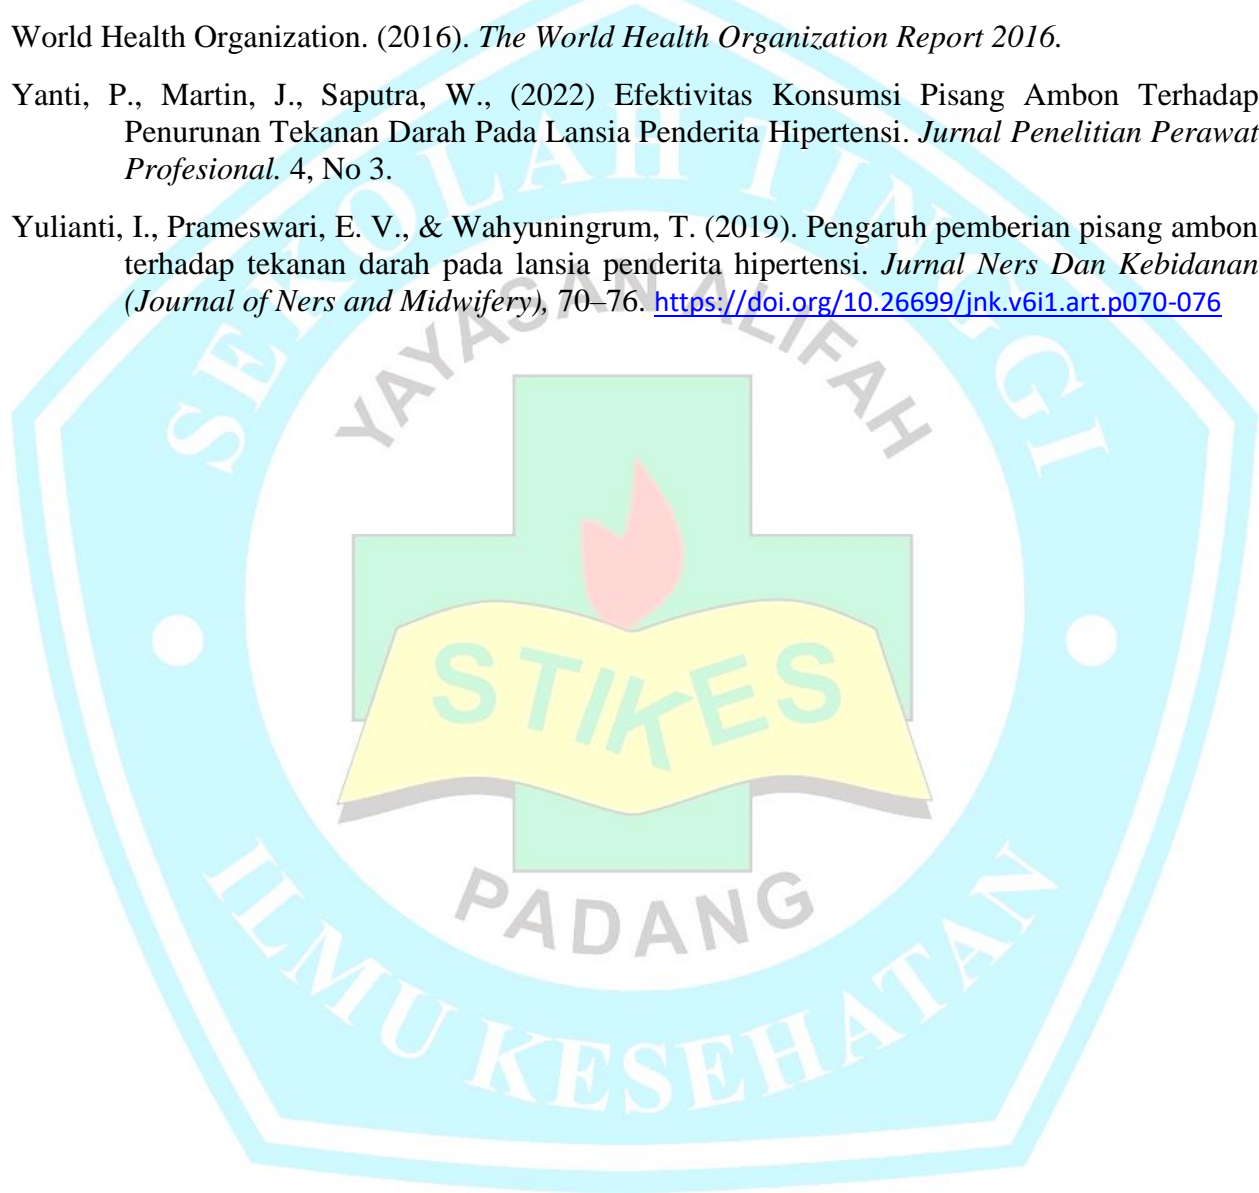 World Health Organization. (2016). The World Health Organization Report 2016.
Yanti, P., Martin, J., Saputra, W., (2022) Efektivitas Konsumsi Pisang Ambon Terhadap
Penurunan Tekanan Darah Pada Lansia Penderita Hipertensi. Jurnal Penelitian Perawat
Profesional. 4, No 3.
Yulianti, I., Prameswari, E. V., & Wahyuningrum, T. (2019). Pengaruh pemberian pisang ambon
terhadap tekanan darah pada lansia penderita hipertensi. Jurnal Ners Dan Kebidanan
(Journal of Ners and Midwifery), 70–76. https://doi.org/10.26699/jnk.v6i1.art.p070-076
SEKOLAH TINGGI
YAYASAN ALIFAH
STIKES
PADANG
ILMU KESEHATAN